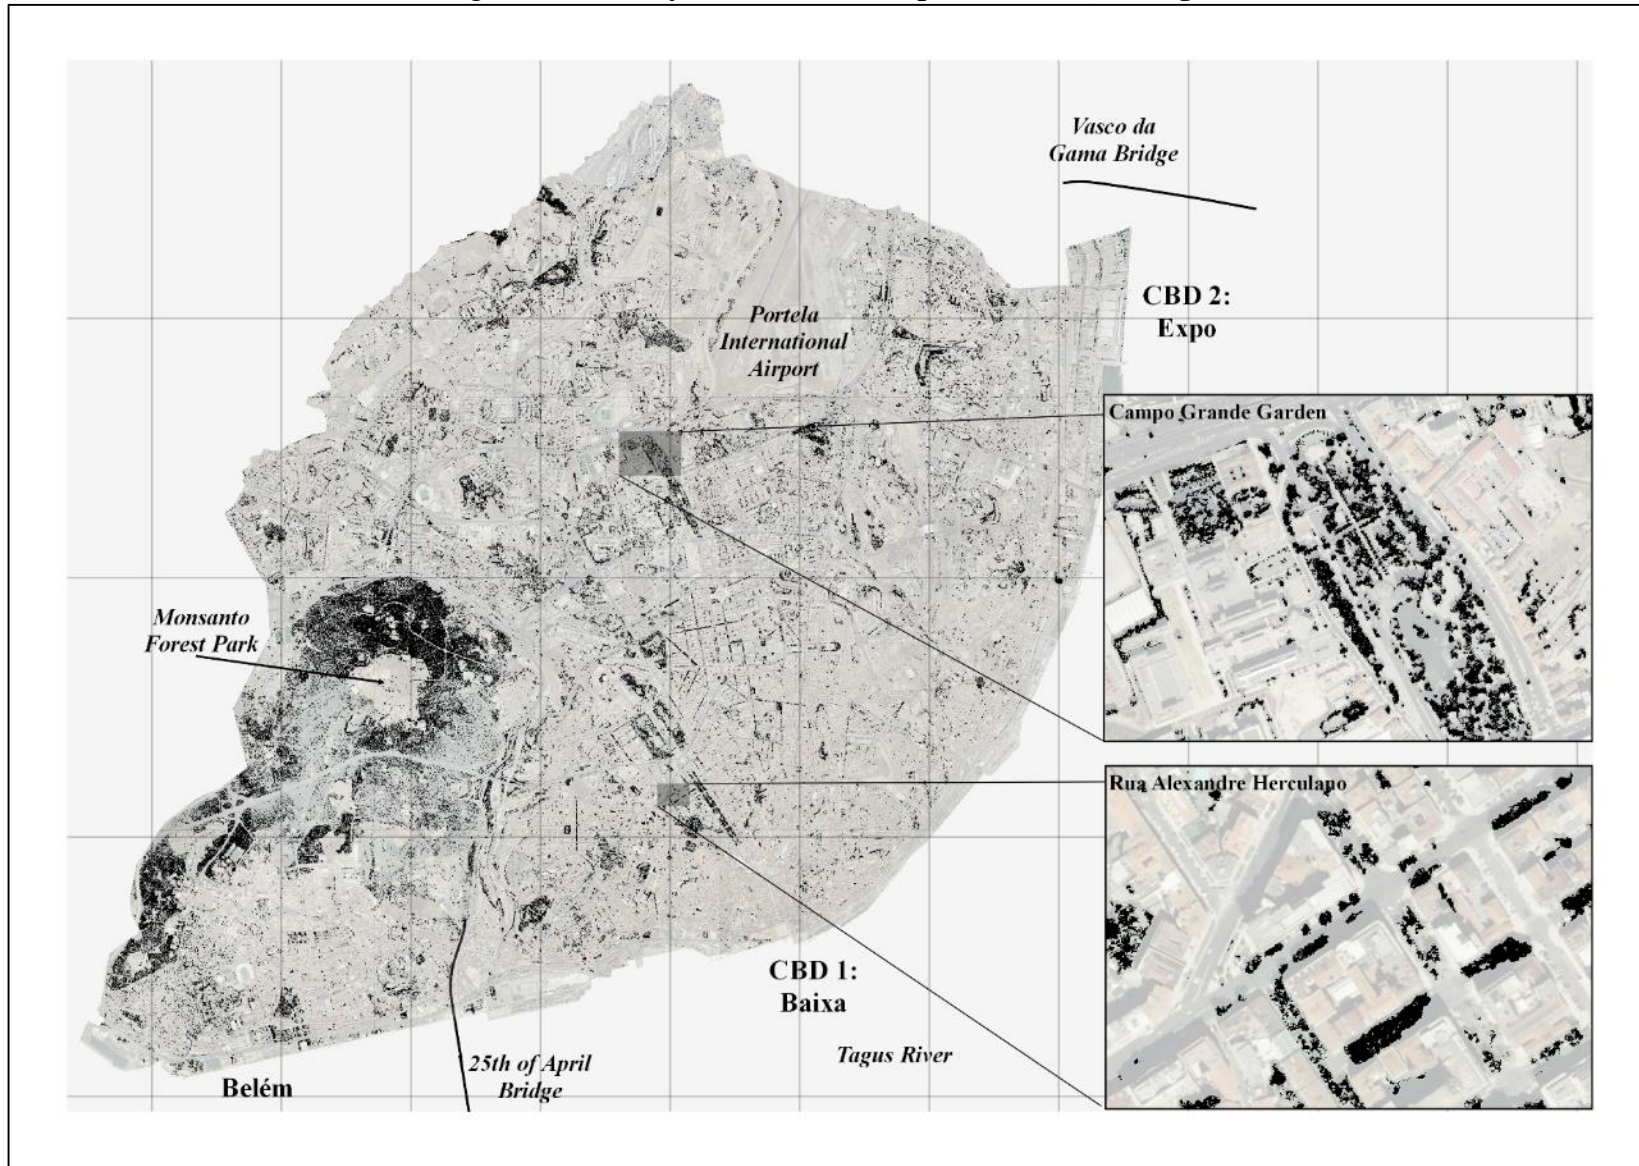 Vasco da
Gama Bridge
CBD 2:
Expo
Portela
International
Airport
Campo Grande Garden
Monsanto
Forest Park
Rua Alexandre Herculano
CBD 1:
Baixa
Tagus River
25th of April
Bridge
Belém